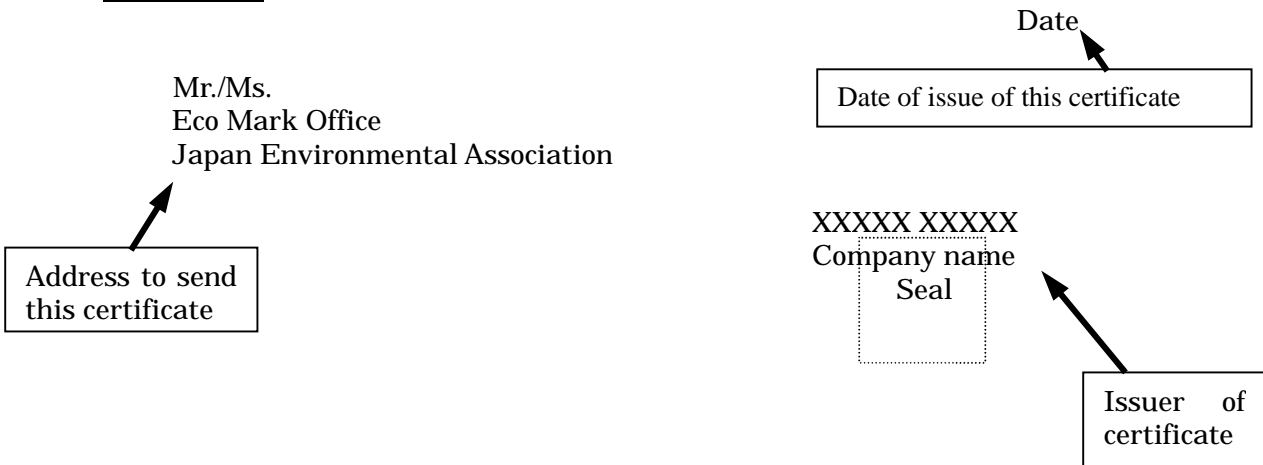 Date
Date of issue of this certificate
Mr./Ms.
Eco Mark Office
Japan Environmental Association
Address to send
this certificate
XXXXX XXXXX
Company name
Seal
Issuer of
certificate